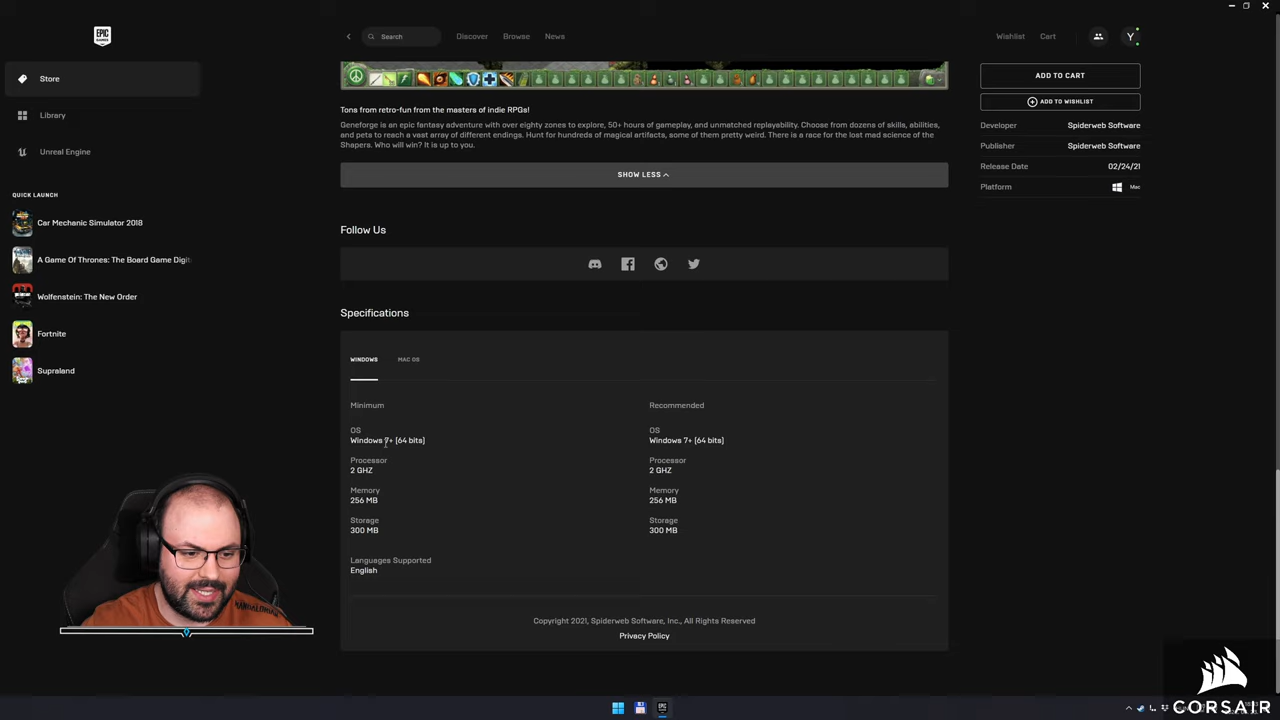 EPIC
GAMES
Search
Discover
Browse
News
Wishlist
Cart
Y
Store
Library
Unreal Engine
QUICK LAUNCH
Car Mechanic Simulator 2018
A Game Of Thrones: The Board Game Digit
Wolfenstein: The New Order
Fortnite
Supraland
Tons from retro-fun from the masters of indie RPGs!
Geneforge is an epic fantasy adventure with over eighty zones to explore, 50+ hours of gameplay, and unmatched replayability. Choose from dozens of skills, abilities,
and pets to reach a vast array of different endings. Hunt for hundreds of magical artifacts, some of them pretty weird. There is a race for the lost mad science of the
Shapers. Who will win? It is up to you.
SHOW LESS
ADD TO CART
ADD TO WISHLIST
Developer Spiderweb Software
Publisher Spiderweb Software
Release Date 02/24/21
Platform Mac
Follow Us
Specifications
WINDOWS MAC OS
Minimum
OS
Windows 7+ (64 bits)
Processor
2 GHZ
Memory
256 MB
Storage
300 MB
Languages Supported
English
Recommended
OS
Windows 7+ (64 bits)
Processor
2 GHZ
Memory
256 MB
Storage
300 MB
Copyright 2021, Spiderweb Software, Inc., All Rights Reserved
Privacy Policy
MANDALORIAN
CORSAIR